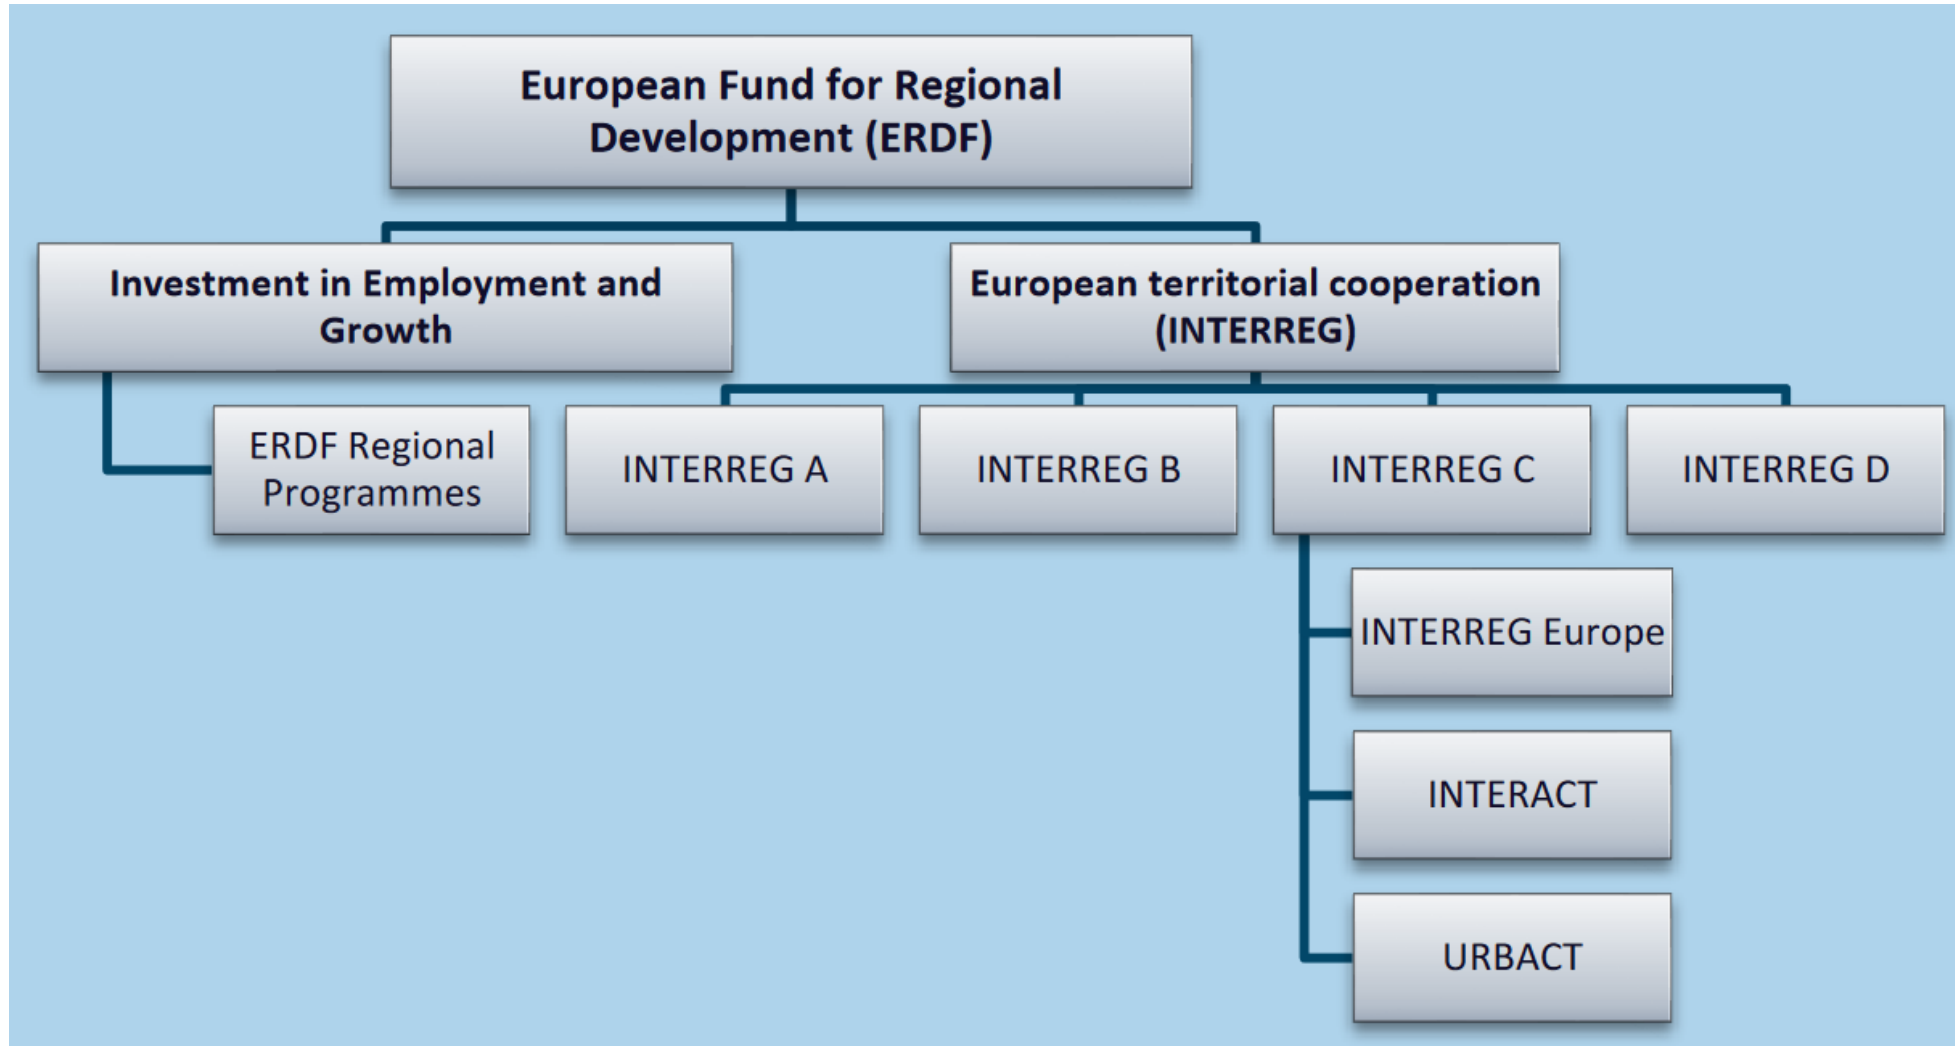 European Fund for Regional
Development (ERDF)
Investment in Employment and
Growth
European territorial cooperation
(INTERREG)
ERDF Regional
Programmes
INTERREG A
INTERREG B
INTERREG C
INTERREG D
INTERREG Europe
INTERACT
URBACT